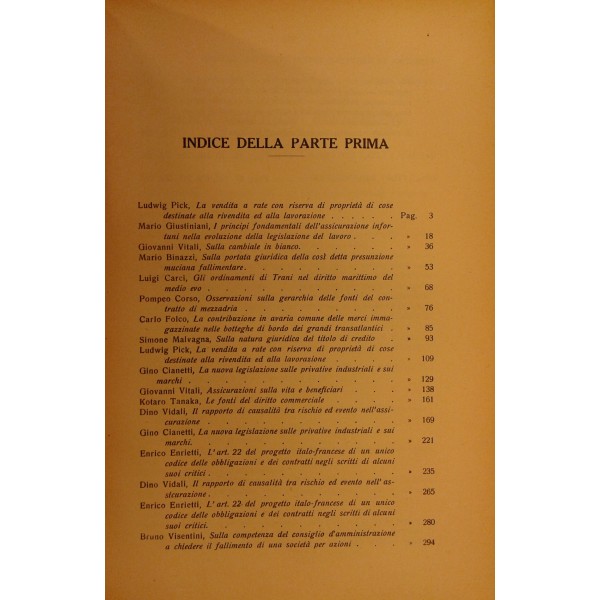 INDICE DELLA PARTE PRIMA
Ludwig Pick, La vendita a rate con riserva di proprietà di cose
destinate alla rivendita ed alla lavorazione . . . . . Pag. 3
Mario Giustiniani, I principi fondamentali dell'assicurazione infor-
tuni nella evoluzione della legislazione del lavoro . . . » 18
Giovanni Vitali, Sulla cambiale in bianco. . . . . . . » 36
Mario Binazzi, Sulla portata giuridica della così detta presunzione
muciana fallimentare. . . . . . . . . . » 53
Luigi Carci, Gli ordinamenti di Trani nel diritto marittimo del
medio evo . . . . . . . . . . . » 68
Pompeo Corso, Osservazioni sulla gerarchia delle fonti del con-
tratto di mezzadria . . . . . . . . . » 76
Carlo Folco, La contribuzione in avaria comune delle merci imma-
gazzinate nelle botteghe di bordo dei grandi transatlantici . » 85
Simone Malvagna, Sulla natura giuridica del titolo di credito . » 93
Ludwig Pick, La vendita a rate con riserva di proprietà di cose
destinate alla rivendita ed alla lavorazione . . . . » 109
Gino Cianetti, La nuova legislazione sulle privative industriali e sui
marchi . . . . . . . . . . . . » 129
Giovanni Vitali, Assicurazioni sulla vita e beneficiari . . . » 138
Kotaro Tanaka, Le fonti del diritto commerciale . . . . » 161
Dino Vidali, Il rapporto di causalità tra rischio ed evento nell'assi-
curazione . . . . . . . . . . . » 169
Gino Cianetti, La nuova legislazione sulle privative industriali e sui
marchi. . . . . . . . . . . . » 221
Enrico Enrietti, L'art. 22 del progetto italo-francese di un unico
codice delle obbligazioni e dei contratti negli scritti di alcuni
suoi critici . . . . . . . . . . . » 235
Dino Vidali, Il rapporto di causalità tra rischio ed evento nell'as-
sicurazione . . . . . . . . . . . » 265
Enrico Enrietti, L'art. 22 del progetto italo-francese di un unico
codice delle obbligazioni e dei contratti negli scritti di alcuni
suoi critici. . . . . . . . . . . » 280
Bruno Visentini, Sulla competenza del consiglio d'amministrazione
a chiedere il fallimento di una società per azioni . . . » 294